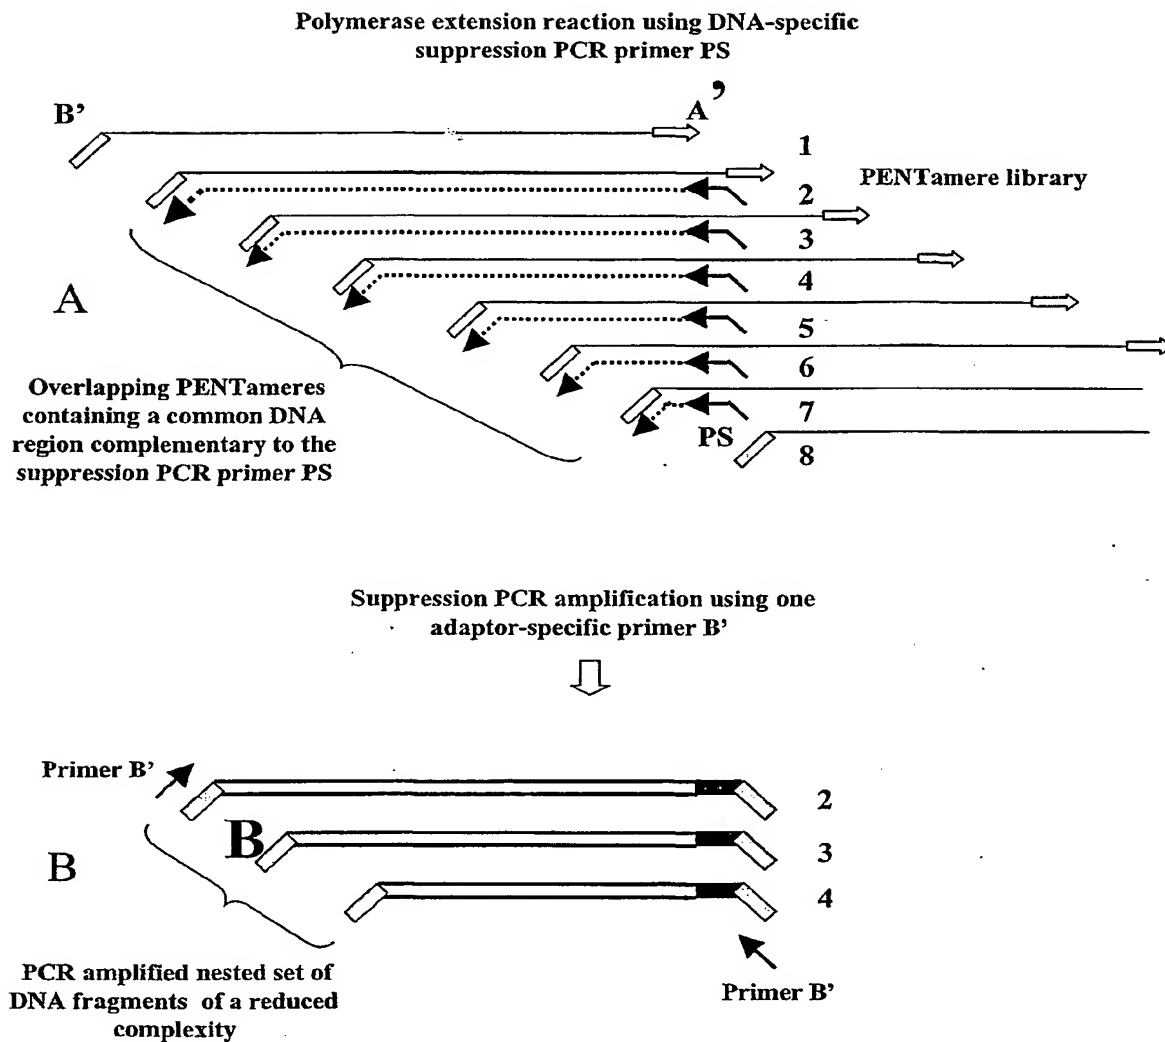 Polymerase extension reaction using DNA-specific
suppression PCR primer PS
B’
A’
1
PENTamere library
2
3
4
A
5
6
Overlapping PENTameres
containing a common DNA
region complementary to the
suppression PCR primer PS
7
PS
8
Suppression PCR amplification using one
adaptor-specific primer B’
Primer B’
2
B
3
B
4
PCR amplified nested set of
DNA fragments of a reduced
complexity
Primer B’